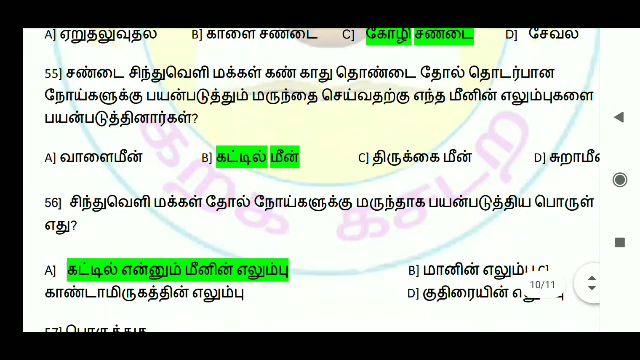 A] ஏறுதலுவுதல் B] காளை சண்டை C] கோழி சண்டை D] சேவல்
55] சண்டை சிந்துவெளி மக்கள் கண் காது தொண்டை தோல் தொடர்பான
நோய்களுக்கு பயன்படுத்தும் மருந்தை செய்வதற்கு எந்த மீனின் எலும்புகளை
பயன்படுத்தினார்கள்?
A] வாளைமீன் B] கட்டில் மீன் C] திருக்கை மீன் D] சுறாமீ
56] சிந்துவெளி மக்கள் தோல் நோய்களுக்கு மருந்தாக பயன்படுத்திய பொருள்
எது?
A] கட்டில் என்னும் மீனின் எலும்பு B] மானின் எலும்பு C]
காண்டாமிருகத்தின் எலும்பு D] குதிரையின்
10/11
57] பொருத்துக
கசடற